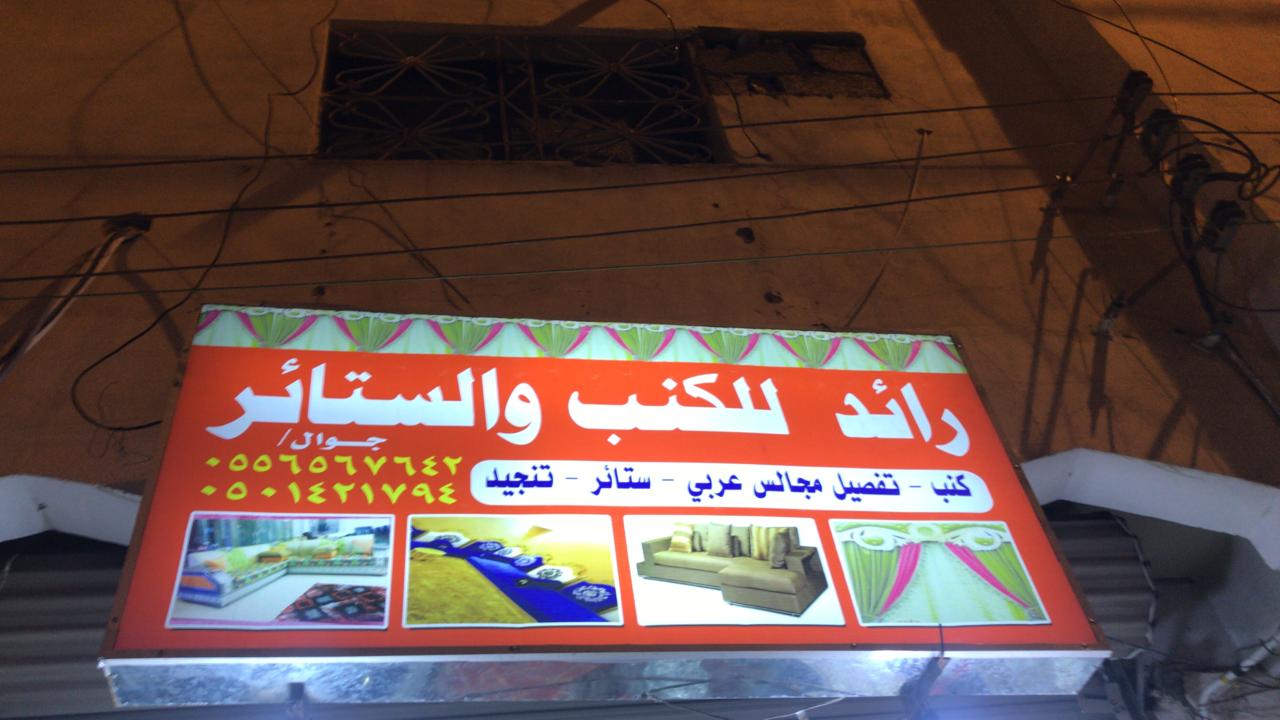 رائد للكنب والستائر
جوال/
٠٥٥٦٥٦٧٦٤٢
٠٥٠١٤٢١٧٩٤
كنب - تفصيل مجالس عربي - ستائر - تنجيد